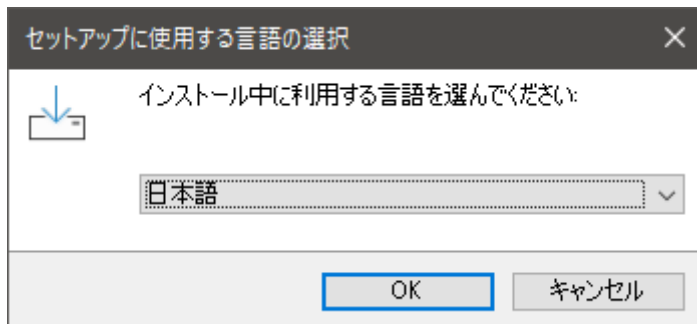 セットアップに使用する言語の選択
インストール中に利用する言語を選んでください:
日本語
OK
キャンセル